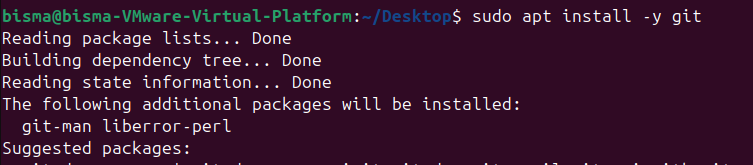 bisma@bisma-VMware-Virtual-Platform:~/Desktop$ sudo apt install -y git
Reading package lists... Done
Building dependency tree... Done
Reading state information... Done
The following additional packages will be installed:
  git-man liberror-perl
Suggested packages: